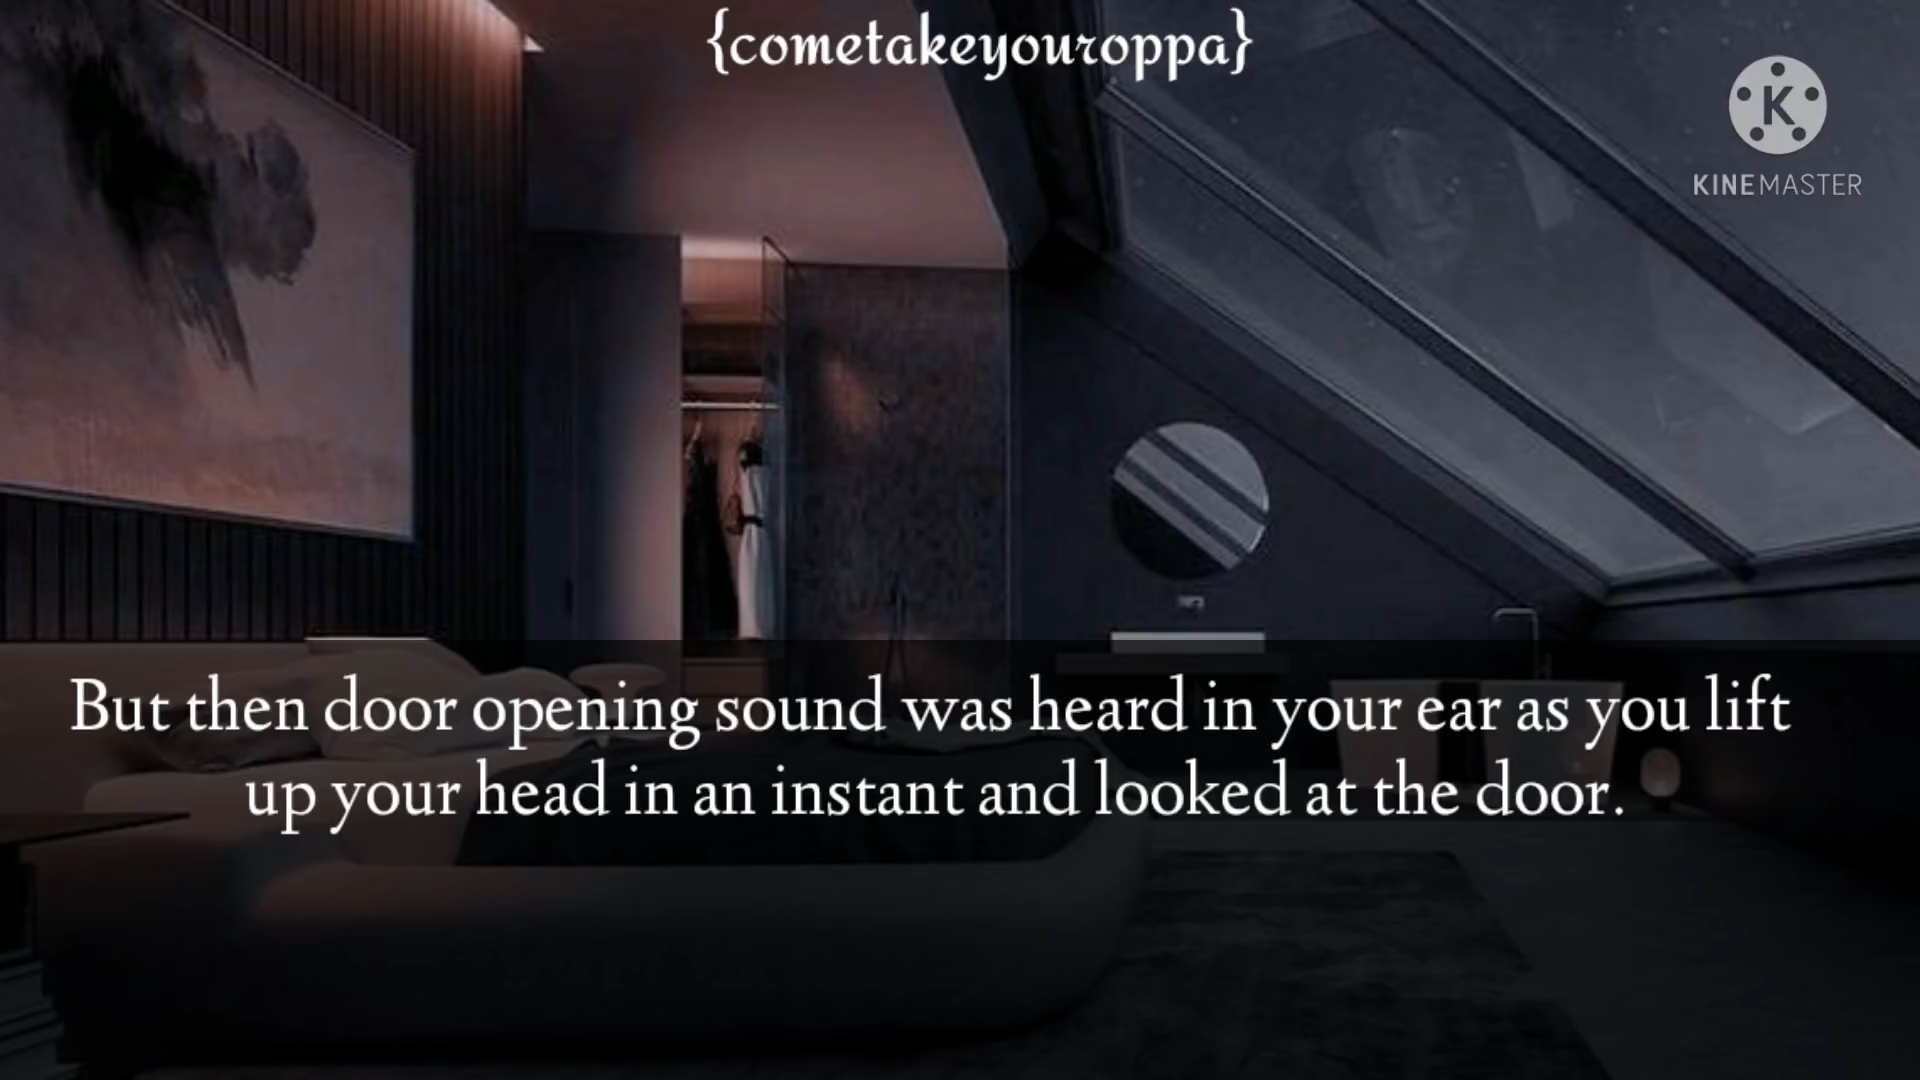 {cometakeyouroppa}
K
KINEMASTER
But then door opening sound was heard in your ear as you lift
up your head in an instant and looked at the door.